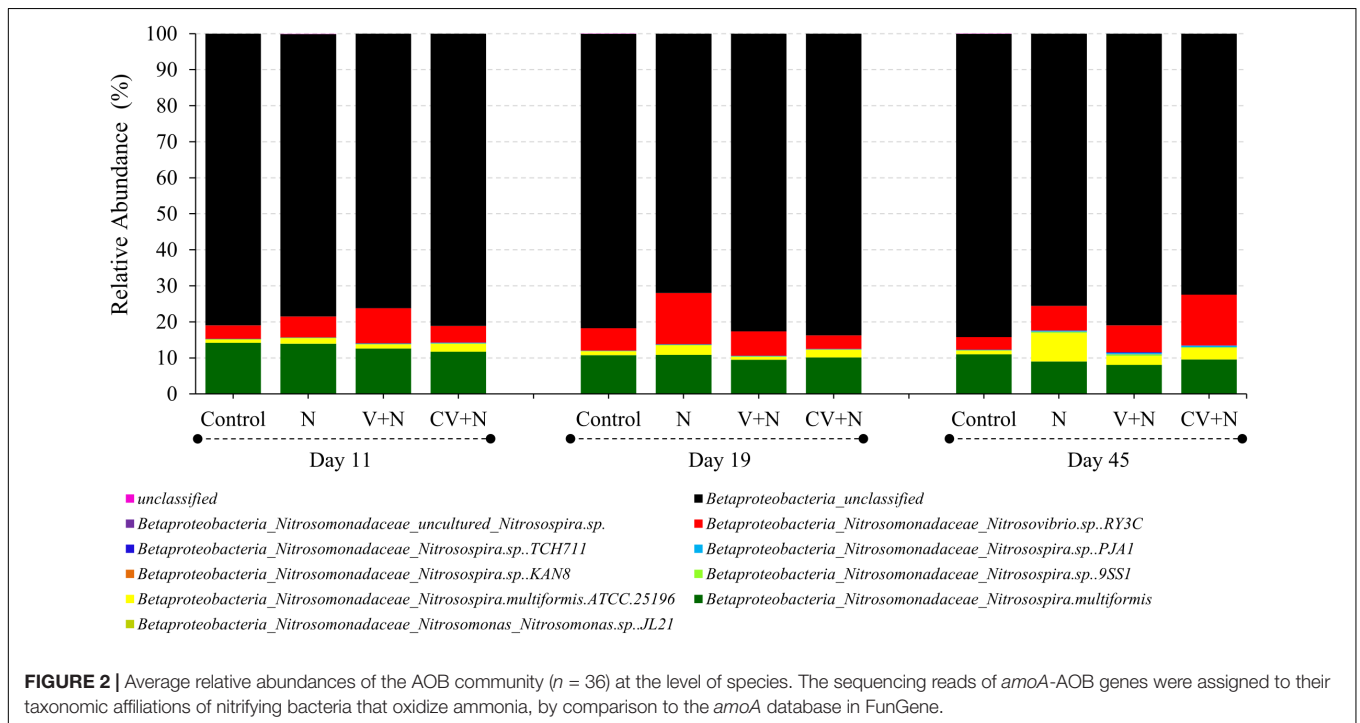 Relative Abundance (%)
100
90
80
70
60
50
40
30
20
10
0
Control N V+N CV+N Control N V+N CV+N Control N V+N CV+N
Day 11 Day 19 Day 45
unclassified Betaproteobacteria_unclassified
Betaproteobacteria_Nitrosomonadaceae_uncultured_Nitrosospira.sp. Betaproteobacteria_Nitrosomonadaceae_Nitrosovibrio.sp..RY3C
Betaproteobacteria_Nitrosomonadaceae_Nitrosospira.sp..TCH711 Betaproteobacteria_Nitrosomonadaceae_Nitrosospira.sp..PJA1
Betaproteobacteria_Nitrosomonadaceae_Nitrosospira.sp..KAN8 Betaproteobacteria_Nitrosomonadaceae_Nitrosospira.sp..9SS1
Betaproteobacteria_Nitrosomonadaceae_Nitrosospira.multiformis.ATCC.25196 Betaproteobacteria_Nitrosomonadaceae_Nitrosospira.multiformis
Betaproteobacteria_Nitrosomonadaceae_Nitrosomonas_Nitrosomonas.sp..JL21
FIGURE 2 | Average relative abundances of the AOB community (n = 36) at the level of species. The sequencing reads of amoA-AOB genes were assigned to their
taxonomic affiliations of nitrifying bacteria that oxidize ammonia, by comparison to the amoA database in FunGene.